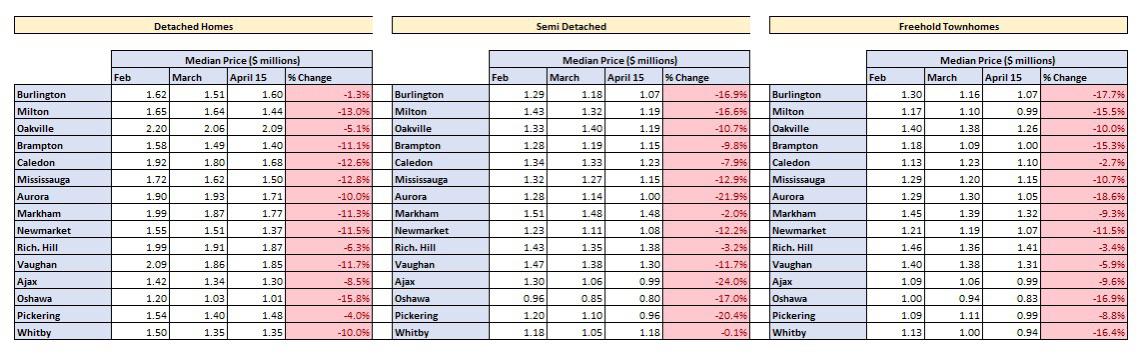 Detached Homes Semi Detached Freehold Townhomes
Median Price ($ millions) Median Price ($ millions) Median Price ($ millions)
Feb March April 15 % Change Feb March April 15 % Change Feb March April 15 % Change
Burlington 1.62 1.51 1.60 -1.3% Burlington 1.29 1.18 1.07 -16.9% Burlington 1.30 1.16 1.07 -17.7%
Milton 1.65 1.64 1.44 -13.0% Milton 1.43 1.32 1.19 -16.6% Milton 1.17 1.10 0.99 -15.5%
Oakville 2.20 2.06 2.09 -5.1% Oakville 1.33 1.40 1.19 -10.7% Oakville 1.40 1.38 1.26 -10.0%
Brampton 1.58 1.49 1.40 -11.1% Brampton 1.28 1.19 1.15 -9.8% Brampton 1.18 1.09 1.00 -15.3%
Caledon 1.92 1.80 1.68 -12.6% Caledon 1.34 1.33 1.23 -7.9% Caledon 1.13 1.23 1.10 -2.7%
Mississauga 1.72 1.62 1.50 -12.8% Mississauga 1.32 1.27 1.15 -12.9% Mississauga 1.29 1.20 1.15 -10.7%
Aurora 1.90 1.93 1.71 -10.0% Aurora 1.28 1.14 1.00 -21.9% Aurora 1.29 1.30 1.05 -18.6%
Markham 1.99 1.87 1.77 -11.3% Markham 1.51 1.48 1.48 -2.0% Markham 1.45 1.39 1.32 -9.3%
Newmarket 1.55 1.51 1.37 -11.5% Newmarket 1.23 1.11 1.08 -12.2% Newmarket 1.21 1.19 1.07 -11.5%
Rich. Hill 1.99 1.91 1.87 -6.3% Rich. Hill 1.43 1.35 1.38 -3.2% Rich. Hill 1.46 1.36 1.41 -3.4%
Vaughan 2.09 1.86 1.85 -11.7% Vaughan 1.47 1.38 1.30 -11.7% Vaughan 1.40 1.38 1.31 -5.9%
Ajax 1.42 1.34 1.30 -8.5% Ajax 1.30 1.06 0.99 -24.0% Ajax 1.09 1.06 0.99 -9.6%
Oshawa 1.20 1.03 1.01 -15.8% Oshawa 0.96 0.85 0.80 -17.0% Oshawa 1.00 0.94 0.83 -16.9%
Pickering 1.54 1.40 1.48 -4.0% Pickering 1.20 1.10 0.96 -20.4% Pickering 1.09 1.11 0.99 -8.8%
Whitby 1.50 1.35 1.35 -10.0% Whitby 1.18 1.05 1.18 -0.1% Whitby 1.13 1.00 0.94 -16.4%